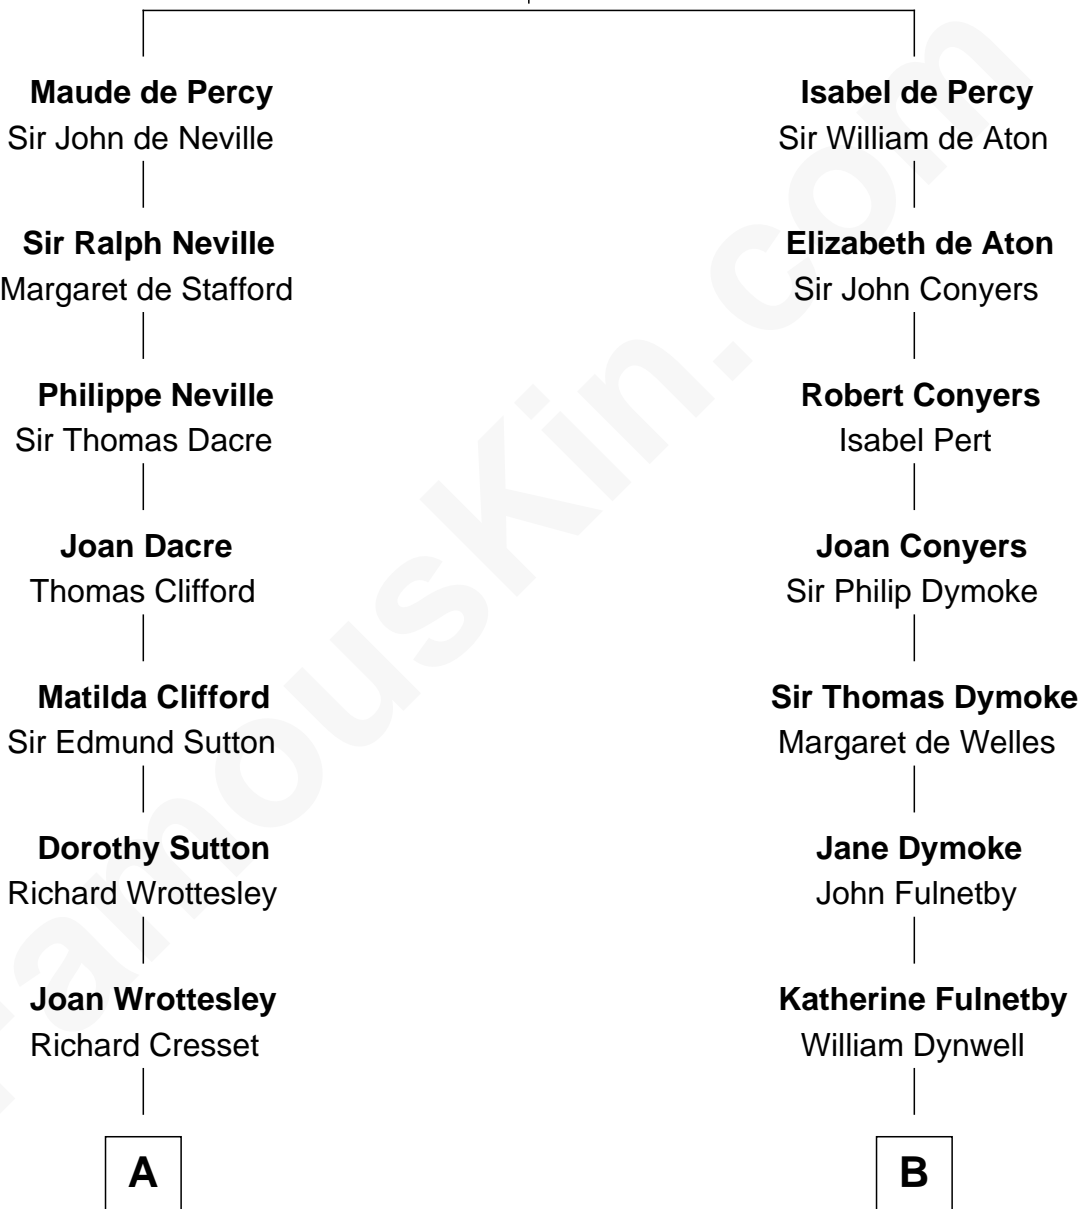 Maude de Percy
Sir John de Neville
Sir Ralph Neville
Margaret de Stafford
Philippe Neville
Sir Thomas Dacre
Joan Dacre
Thomas Clifford
Matilda Clifford
Sir Edmund Sutton
Dorothy Sutton
Richard Wrottesley
Joan Wrottesley
Richard Cresset
A
Isabel de Percy
Sir William de Aton
Elizabeth de Aton
Sir John Conyers
Robert Conyers
Isabel Pert
Joan Conyers
Sir Philip Dymoke
Sir Thomas Dymoke
Margaret de Welles
Jane Dymoke
John Fulnetby
Katherine Fulnetby
William Dynwell
B
FamousKin.com